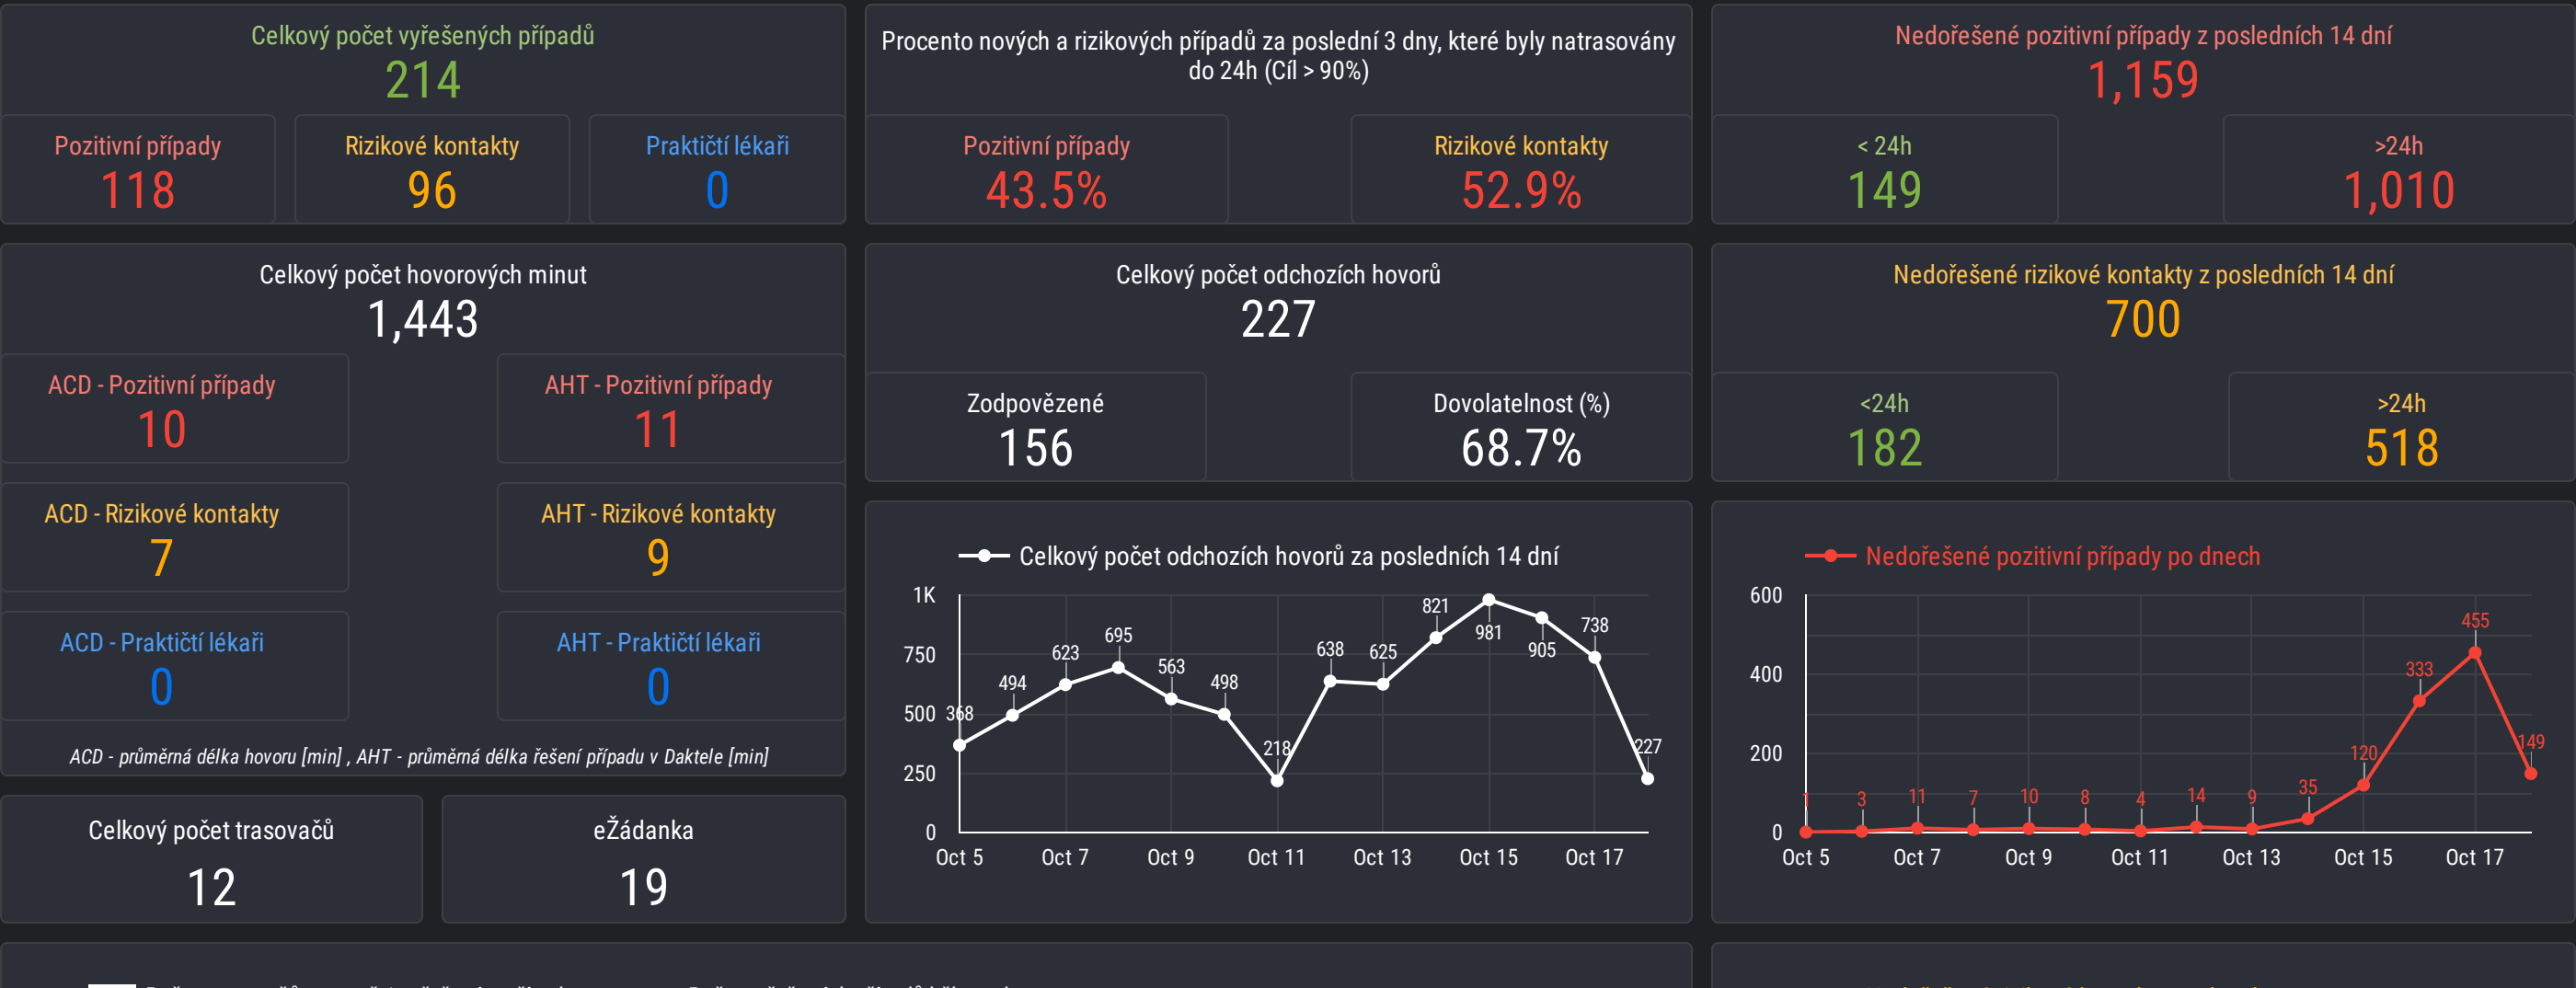 Celkový počet vyřešených případů
214
Pozitivní případy
118
Rizikové kontakty
96
Praktičtí lékaři
0
Procento nových a rizikových případů za poslední 3 dny, které byly natrasovány
do 24h (Cíl > 90%)
Pozitivní případy
43.5%
Rizikové kontakty
52.9%
Nedořešené pozitivní případy z posledních 14 dní
1,159
< 24h
149
>24h
1,010
Celkový počet hovorových minut
1,443
ACD - Pozitivní případy
10
AHT - Pozitivní případy
11
ACD - Rizikové kontakty
7
AHT - Rizikové kontakty
9
ACD - Praktičtí lékaři
0
AHT - Praktičtí lékaři
0
ACD - průměrná délka hovoru [min] , AHT - průměrná délka řešení případu v Daktele [min]
Celkový počet odchozích hovorů
227
Zodpovězené
156
Dovolatelnost (%)
68.7%
Nedořešené rizikové kontakty z posledních 14 dní
700
<24h
182
>24h
518
Celkový počet trasovačů
12
eŽádanka
19
Celkový počet odchozích hovorů za posledních 14 dní
1K
750
500
250
0
368
494
623
695
563
498
218
638
625
821
981
905
738
227
Oct 5 Oct 7 Oct 9 Oct 11 Oct 13 Oct 15 Oct 17
Nedořešené pozitivní případy po dnech
600
400
200
0
1
3
11
7
10
8
4
14
9
35
120
333
455
149
Oct 5 Oct 7 Oct 9 Oct 11 Oct 13 Oct 15 Oct 17